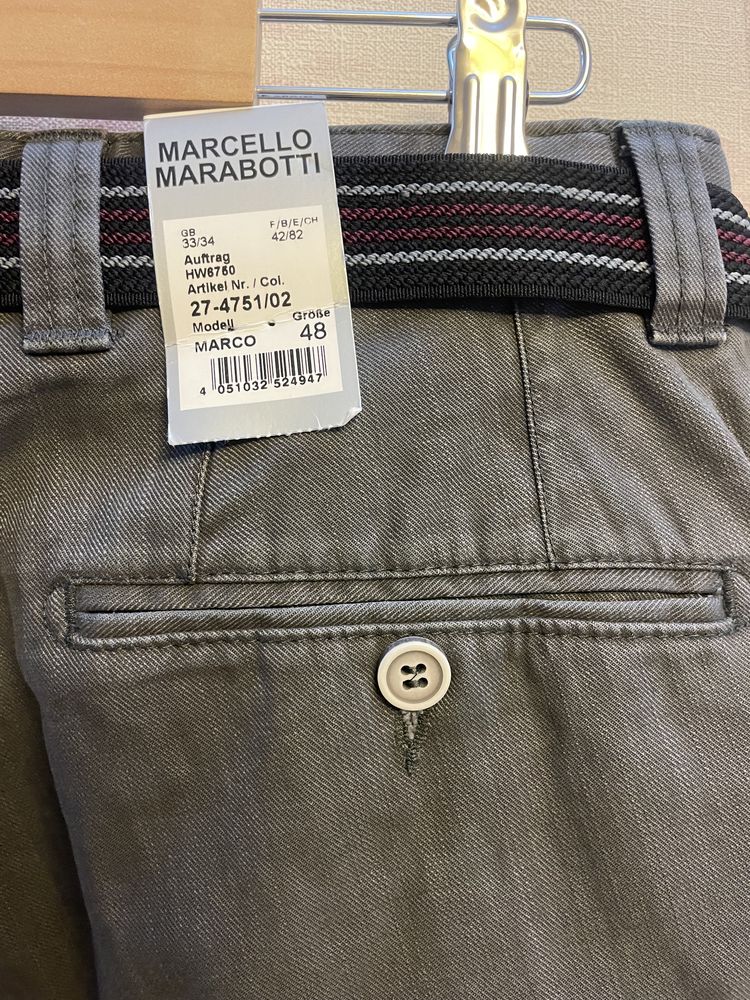 MARCELLO
MARABOTTI
GB F/B/E/CH
33/34 42/82
Auftrag
HW6750
Artikel Nr. / Col.
27-4751/02
Modell Größe
MARCO 48
4 051032 524947